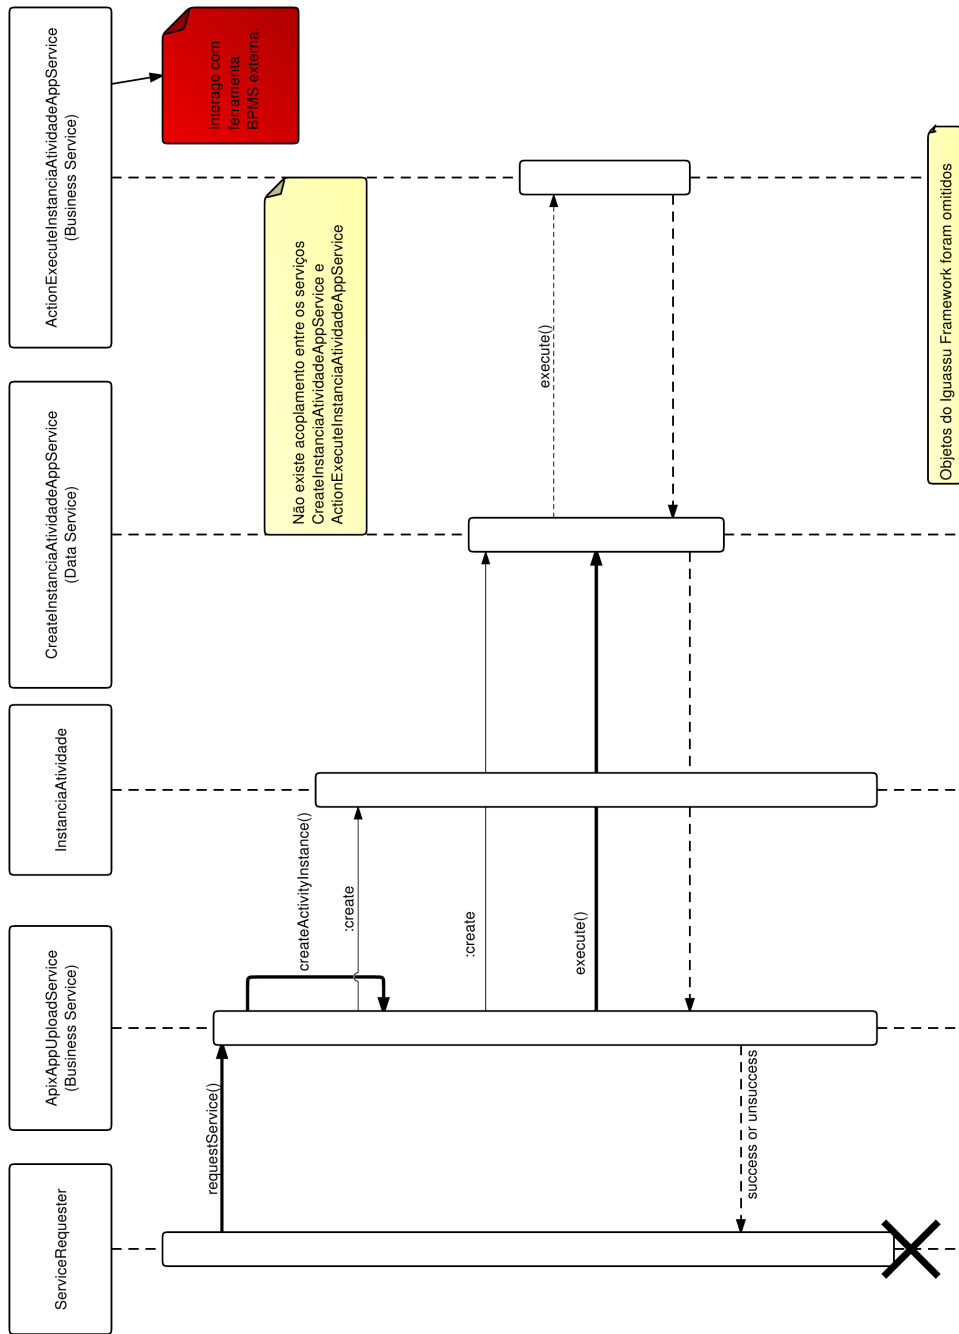 ServiceRequester
ApixAppUploadService
(Business Service)
InstanciaAtividade
CreateInstanciaAtividadeAppService
(Data Service)
ActionExecuteInstanciaAtividadeAppService
(Business Service)
Interage com
ferramenta
BPMS externa.
requestService()
Não existe acoplamento entre os serviços
CreateInstanciaAtividadeAppService e
ActionExecuteInstanciaAtividadeAppService
createActivityInstance()
:create
:create
execute()
execute()
success or unsuccess
Objetos do Iguassu Framework foram omitidos